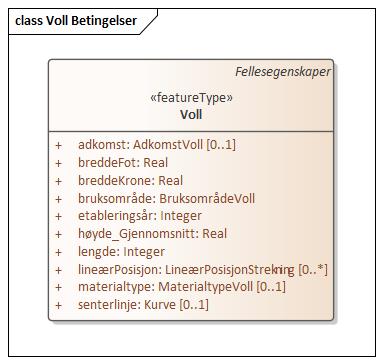 class Voll Betingelser
Fellesegenskaper
«featureType»
Voll
+ adkomst: AdkomstVoll [0..1]
+ breddeFot: Real
+ breddeKrone: Real
+ bruksområde: BruksområdeVoll
+ etableringsår: Integer
+ høyde_Gjennomsnitt: Real
+ lengde: Integer
+ lineærPosisjon: LineærPosisjonStrekning [0..*]
+ materialtype: MaterialtypeVoll [0..1]
+ senterlinje: Kurve [0..1]